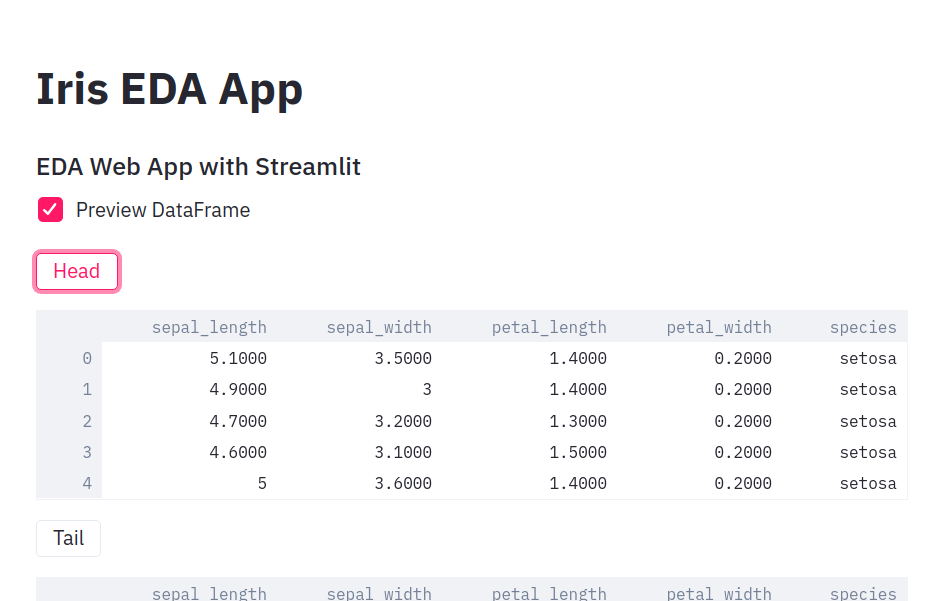 Iris EDA App
EDA Web App with Streamlit
Preview DataFrame
Head
sepal_length sepal_width petal_length petal_width species
0 5.1000 3.5000 1.4000 0.2000 setosa
1 4.9000 3 1.4000 0.2000 setosa
2 4.7000 3.2000 1.3000 0.2000 setosa
3 4.6000 3.1000 1.5000 0.2000 setosa
4 5 3.6000 1.4000 0.2000 setosa
Tail
sepal_length sepal_width petal_length petal_width species